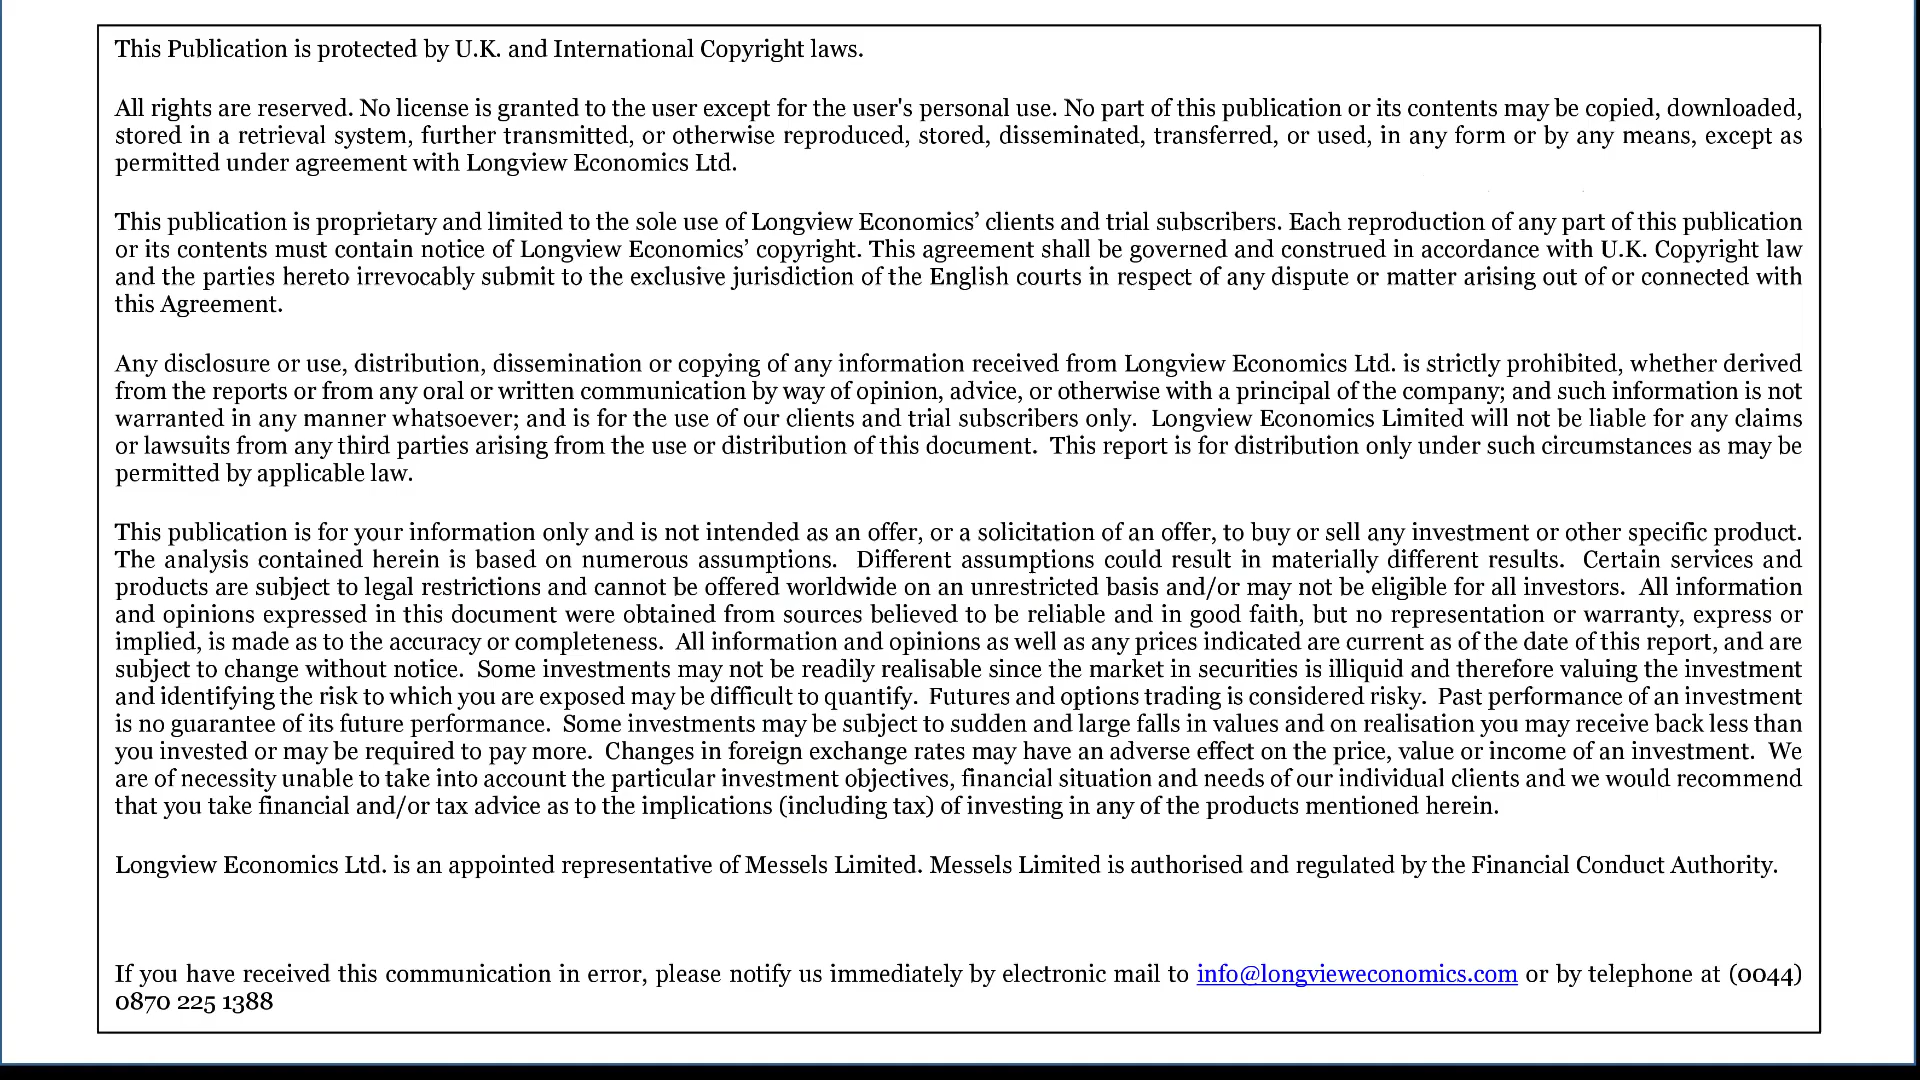 This Publication is protected by U.K. and International Copyright laws.
All rights are reserved. No license is granted to the user except for the user's personal use. No part of this publication or its contents may be copied, downloaded,
stored in a retrieval system, further transmitted, or otherwise reproduced, stored, disseminated, transferred, or used, in any form or by any means, except as
permitted under agreement with Longview Economics Ltd.
This publication is proprietary and limited to the sole use of Longview Economics’ clients and trial subscribers. Each reproduction of any part of this publication
or its contents must contain notice of Longview Economics’ copyright. This agreement shall be governed and construed in accordance with U.K. Copyright law
and the parties hereto irrevocably submit to the exclusive jurisdiction of the English courts in respect of any dispute or matter arising out of or connected with
this Agreement.
Any disclosure or use, distribution, dissemination or copying of any information received from Longview Economics Ltd. is strictly prohibited, whether derived
from the reports or from any oral or written communication by way of opinion, advice, or otherwise with a principal of the company; and such information is not
warranted in any manner whatsoever; and is for the use of our clients and trial subscribers only.  Longview Economics Limited will not be liable for any claims
or lawsuits from any third parties arising from the use or distribution of this document.  This report is for distribution only under such circumstances as may be
permitted by applicable law.
This publication is for your information only and is not intended as an offer, or a solicitation of an offer, to buy or sell any investment or other specific product.
The analysis contained herein is based on numerous assumptions.  Different assumptions could result in materially different results.  Certain services and
products are subject to legal restrictions and cannot be offered worldwide on an unrestricted basis and/or may not be eligible for all investors.  All information
and opinions expressed in this document were obtained from sources believed to be reliable and in good faith, but no representation or warranty, express or
implied, is made as to the accuracy or completeness.  All information and opinions as well as any prices indicated are current as of the date of this report, and are
subject to change without notice.  Some investments may not be readily realisable since the market in securities is illiquid and therefore valuing the investment
and identifying the risk to which you are exposed may be difficult to quantify.  Futures and options trading is considered risky.  Past performance of an investment
is no guarantee of its future performance.  Some investments may be subject to sudden and large falls in values and on realisation you may receive back less than
you invested or may be required to pay more.  Changes in foreign exchange rates may have an adverse effect on the price, value or income of an investment.  We
are of necessity unable to take into account the particular investment objectives, financial situation and needs of our individual clients and we would recommend
that you take financial and/or tax advice as to the implications (including tax) of investing in any of the products mentioned herein.
Longview Economics Ltd. is an appointed representative of Messels Limited. Messels Limited is authorised and regulated by the Financial Conduct Authority.
If you have received this communication in error, please notify us immediately by electronic mail to info@longvieweconomics.com or by telephone at (0044)
0870 225 1388